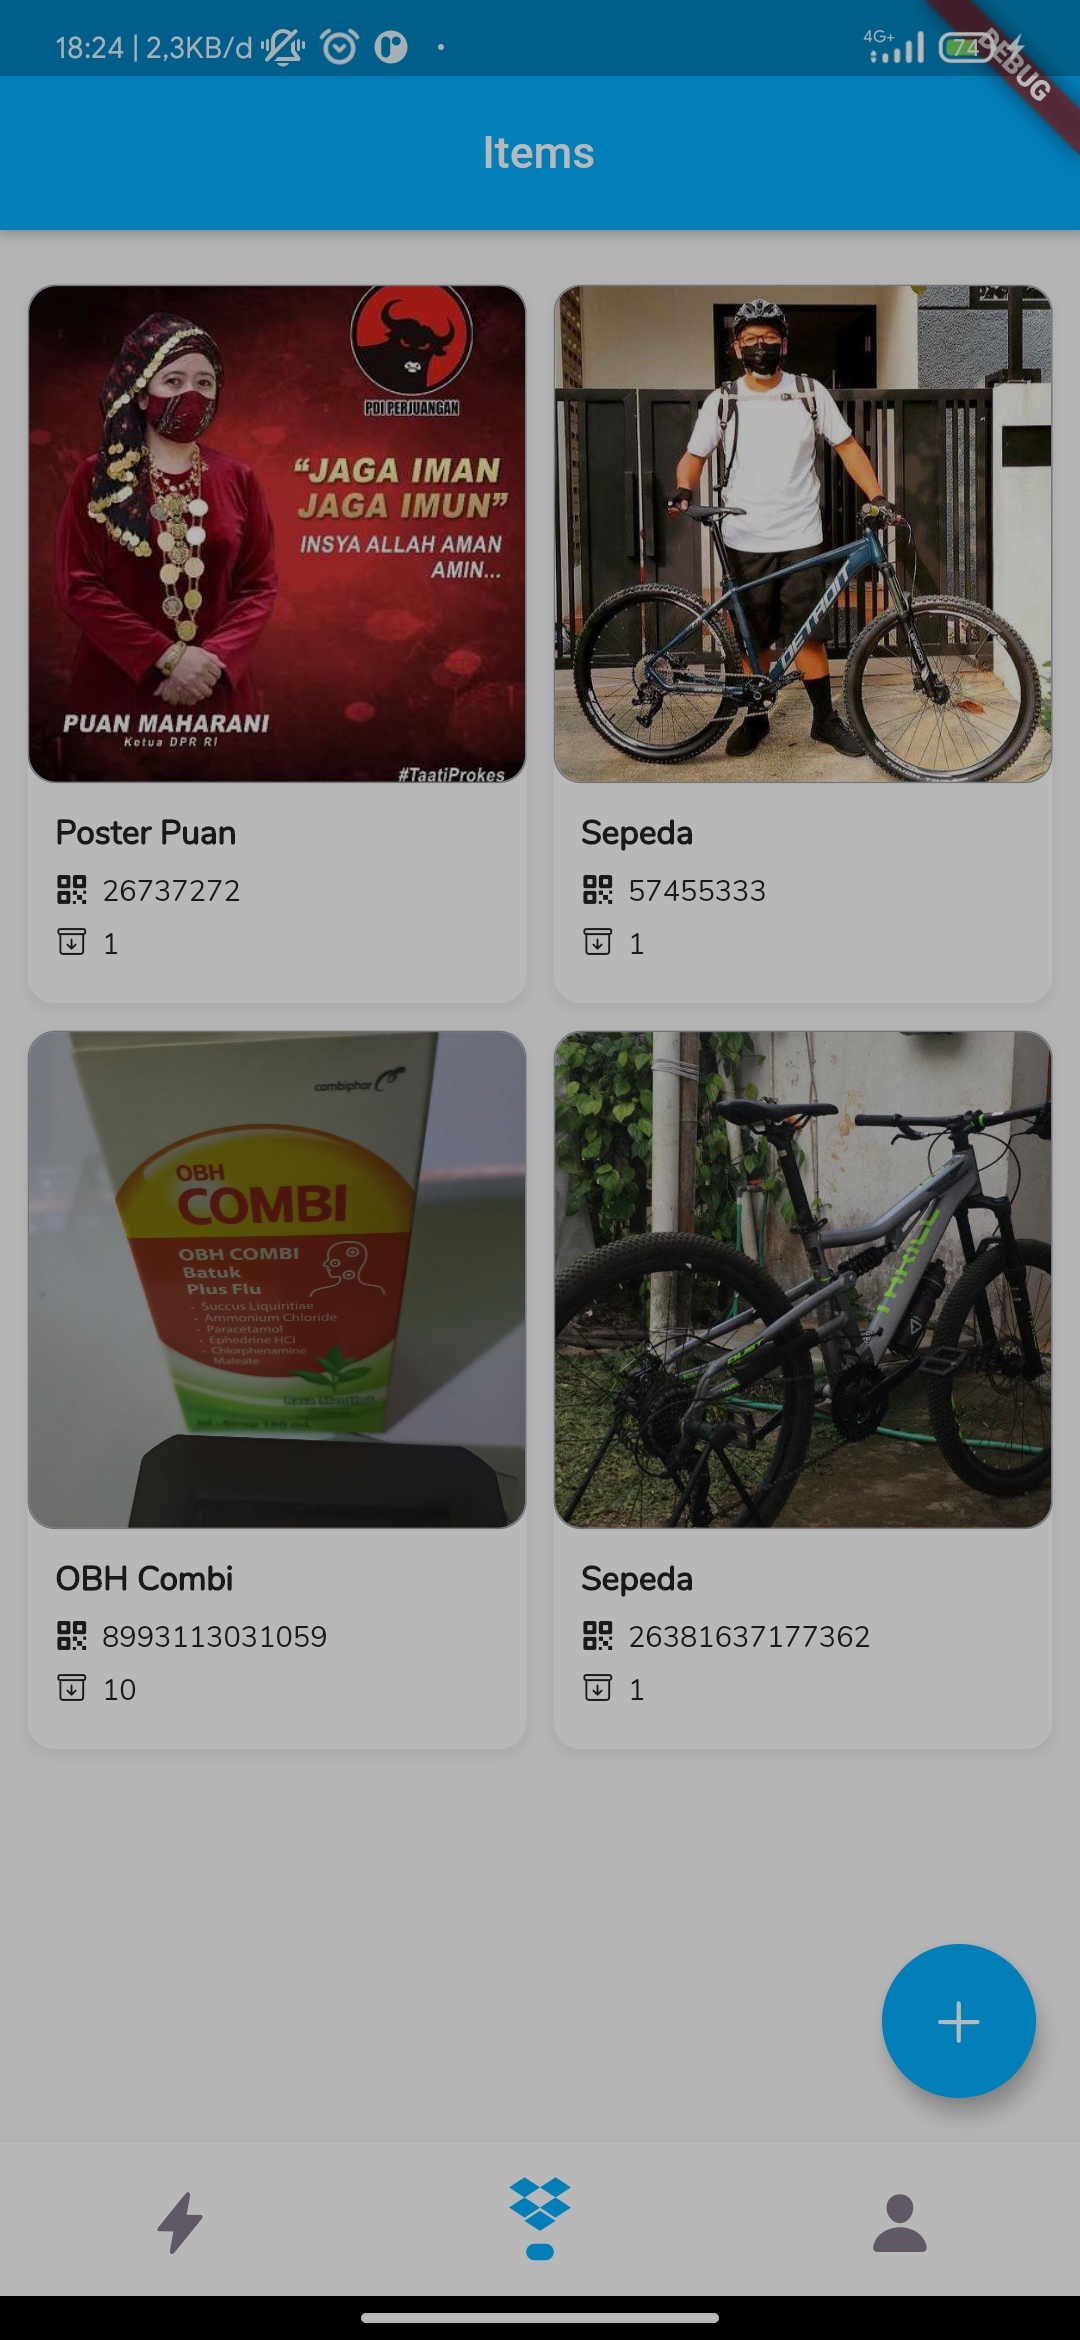 18:24 | 2,3KB/d
4G+
74
DEBUG
Items
PDI PERJUANGAN
“JAGA IMAN
JAGA IMUN”
INSYA ALLAH AMAN
AMIN...
PUAN MAHARANI
Ketua DPR RI
#TaatiProkes
DETROIT
Poster Puan
26737272
1
Sepeda
57455333
1
combiphar
OBH
COMBI
OBH COMBI
Batuk
Plus Flu
· Succus Liquiritiae
· Ammonium Chloride
· Paracetamol
· Ephedrine HCl
· Chlorphenamine
Maleate
Rasa Menthol
THRILL
OBH Combi
8993113031059
10
Sepeda
26381637177362
1